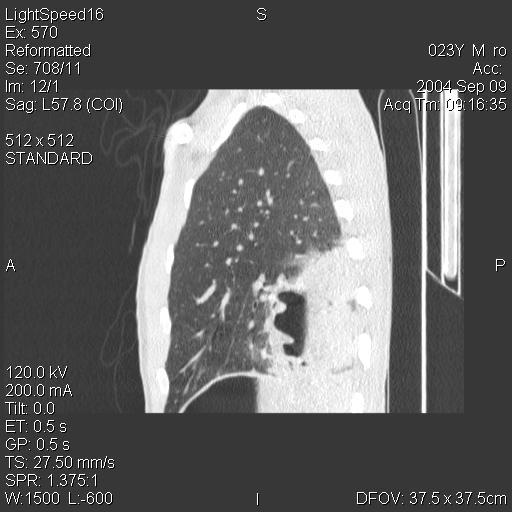 LightSpeed16
Ex: 570
Reformatted
Se: 708/11
Im: 12/1
Sag: L57.8 (COI)
512 x 512
STANDARD
S
023Y M ro
Acc:
2004 Sep 09
Acq Tm: 09:16:35
A
P
120.0 kV
200.0 mA
Tilt: 0.0
ET: 0.5 s
GP: 0.5 s
TS: 27.50 mm/s
SPR: 1.375:1
W:1500 L:-600
I
DFOV: 37.5 x 37.5cm